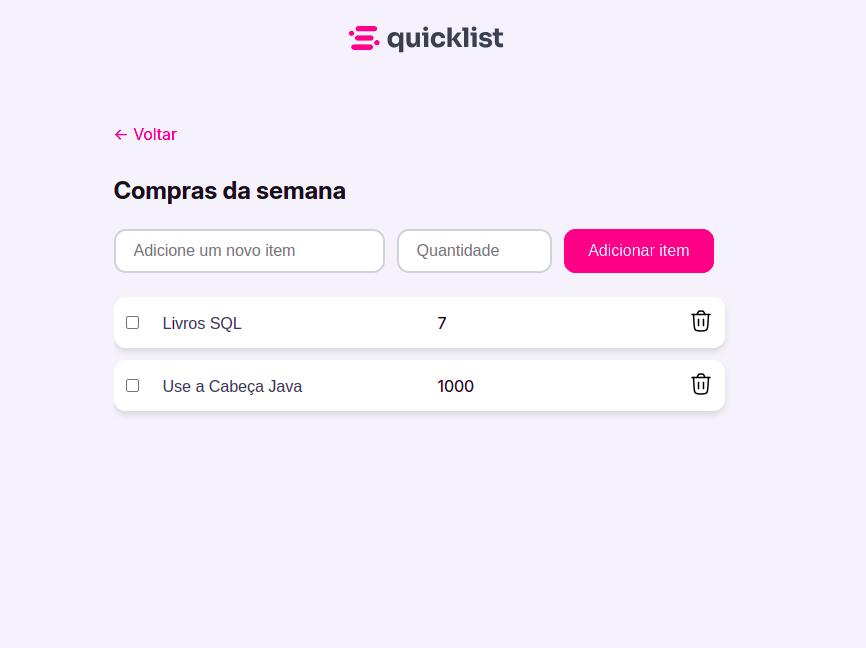 quicklist
← Voltar
Compras da semana
Adicione um novo item Quantidade Adicionar item
Livros SQL 7
Use a Cabeça Java 1000